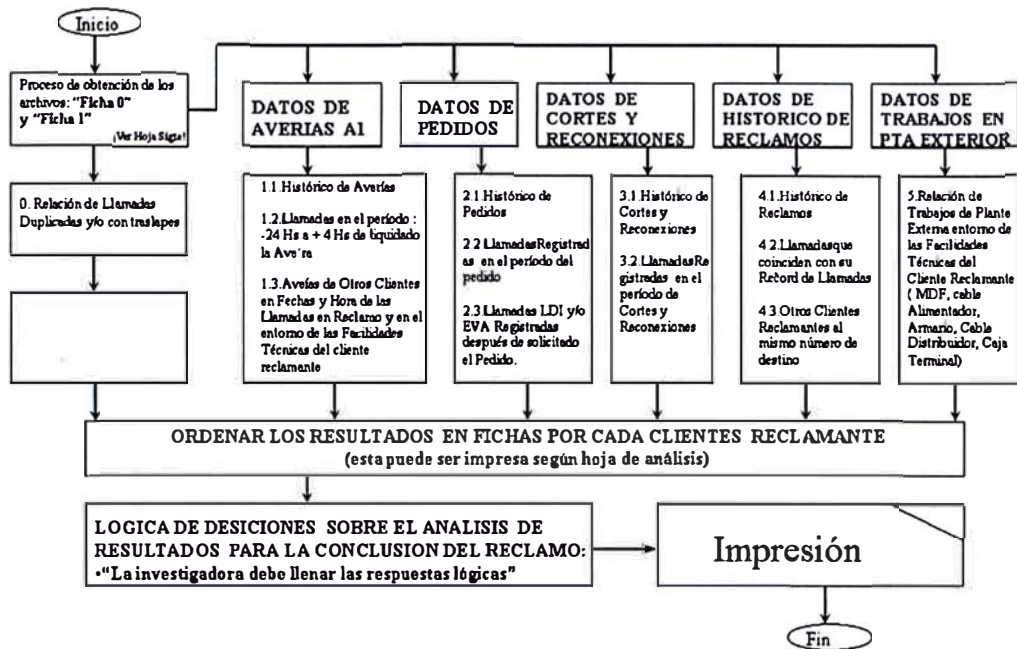 Inicio
Proceso de obtención de los
archivos: "Ficha 0"
y "Ficha 1"
¡Ver Hoja Sigte!
DATOS DE
AVERIAS A1
DATOS DE
PEDIDOS
DATOS DE
CORTES Y
RECONEXIONES
DATOS DE
HISTORICO DE
RECLAMOS
DATOS DE
TRABAJOS EN
PTA EXTERIOR
0. Relación de Llamadas
Duplicadas y/o con traslapes
1.1.Histórico de Averías
1.2.Llamadas en el período :
-24 Hs a + 4 Hs de liquidado
la Ave´ra
1.3.Avefas de Otros Clientes
en Fechas y Hora de las
Llamadas en Reclamo y en el
entorno de las Facilidades
Técnicas del cliente
reclamante
2.1.Histórico de
Pedidos
2.2.LlamadasRegistrad
as en el período del
pedido
2.3.Llamadas LDI y/o
EVA Registradas
después de solicitado
el Pedido.
3.1.Histórico de
Cortes y
Reconexiones
3.2.LlamadasRe
gistradas en el
período de
Cortes y
Reconexiones
4.1.Histórico de
Reclamos
4.2.Llamadasque
coinciden con su
Record de Llamadas
4.3.Otros Clientes
Reclamantes al
mismo número de
destino
5.Relación de
Trabajos de Plante
Externa entorno de
las Facilidades
Técnicas del
Cliente Reclamante
( MDF, cable
Alimentador,
Armario, Cable
Distribuidor, Caja
Terminal)
ORDENAR LOS RESULTADOS EN FICHAS POR CADA CLIENTES RECLAMANTE
(esta puede ser impresa según hoja de análisis)
LOGICA DE DESICIONES SOBRE EL ANALISIS DE
RESULTADOS PARA LA CONCLUSION DEL RECLAMO:
•"La investigadora debo llenar las respuestas lógicas"
Impresión
Fin